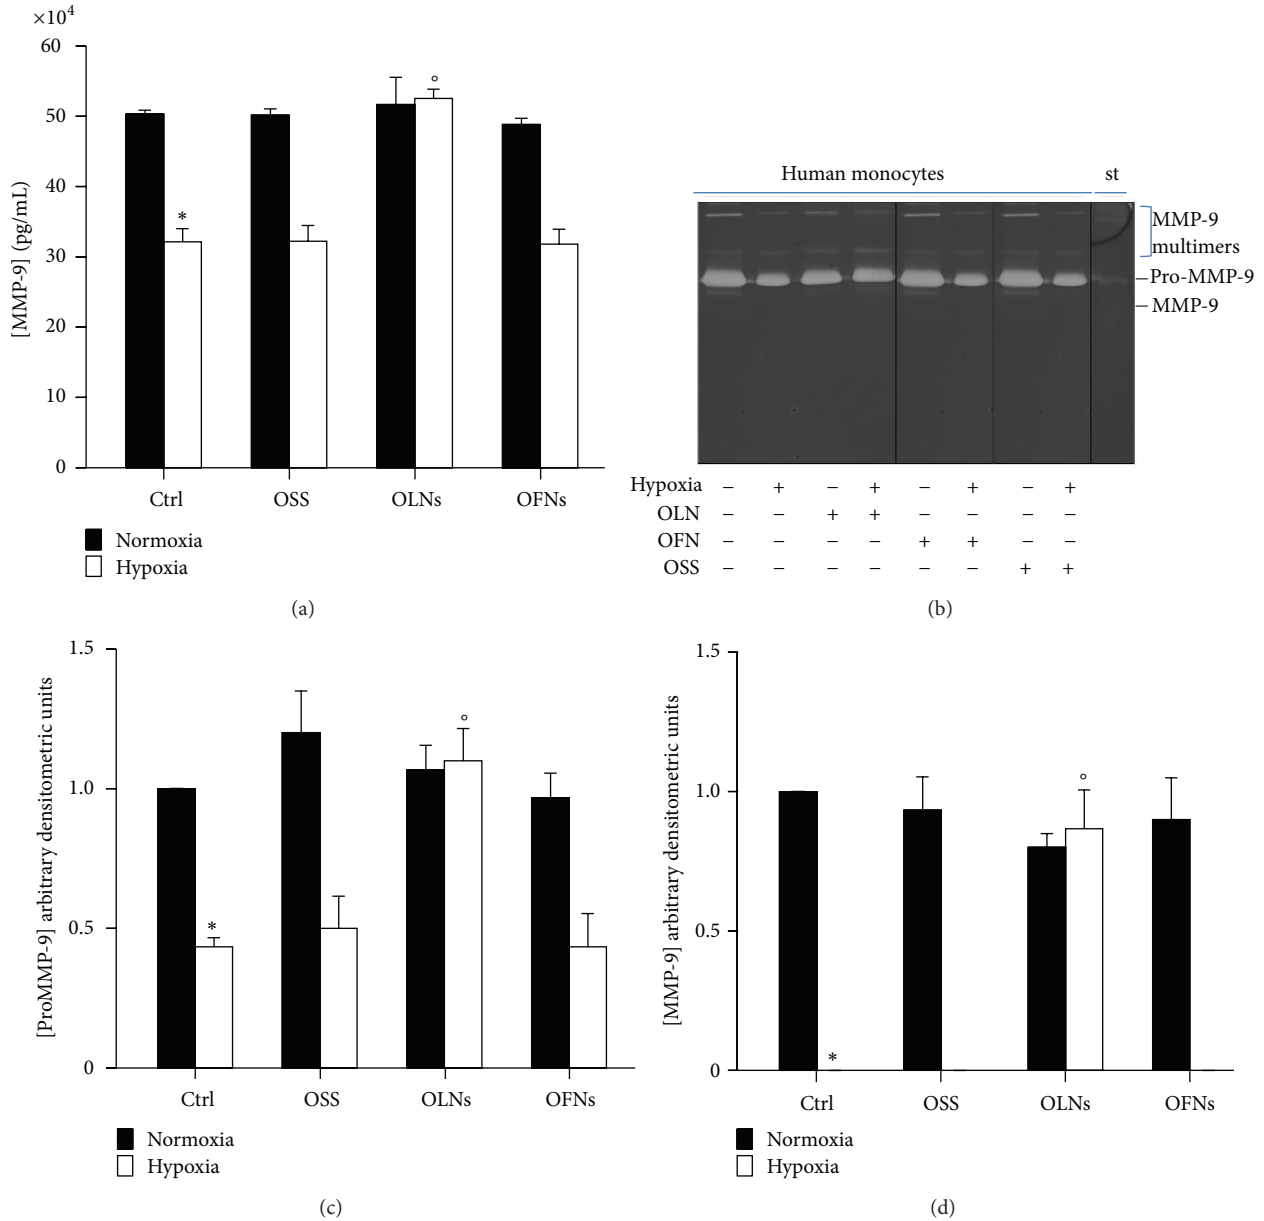 ×10⁴
60
50
40
30
20
10
0
[MMP-9] (pg/mL)
*
°
Ctrl OSS OLNs OFNs
Normoxia
Hypoxia
(a)
Human monocytes st
MMP-9
multimers
Pro-MMP-9
MMP-9
Hypoxia − + − + − + − +
OLN − − + + − − − −
OFN − − − − + + − −
OSS − − − − − − + +
(b)
1.5
1.0
0.5
0
[ProMMP-9] arbitrary densitometric units
*
°
Ctrl OSS OLNs OFNs
Normoxia
Hypoxia
(c)
1.5
1.0
0.5
0
[MMP-9] arbitrary densitometric units
*
°
Ctrl OSS OLNs OFNs
Normoxia
Hypoxia
(d)